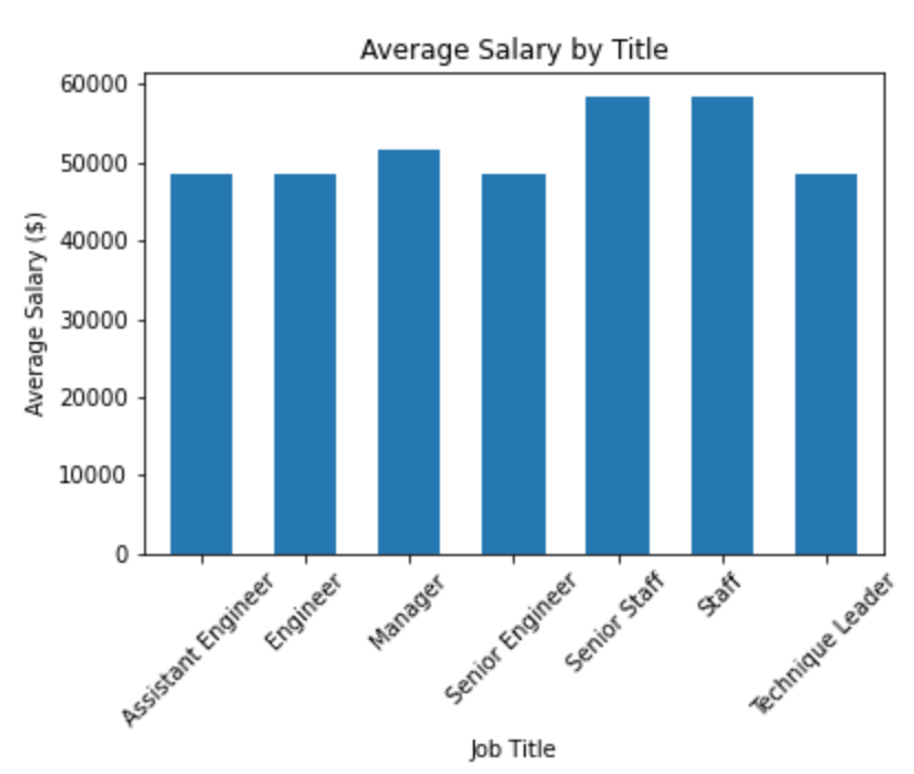 Average Salary by Title
60000
50000
40000
30000
20000
10000
0
Average Salary ($)
Assistant Engineer
Engineer
Manager
Senior Engineer
Senior Staff
Staff
Technique Leader
Job Title